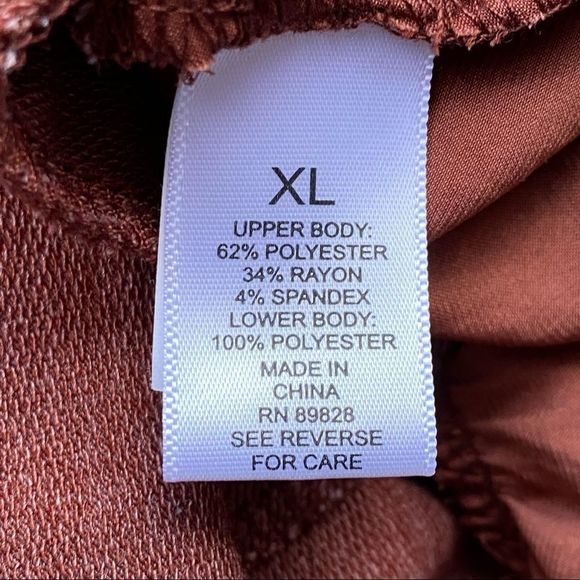 XL
UPPER BODY:
62% POLYESTER
34% RAYON
4% SPANDEX
LOWER BODY:
100% POLYESTER
MADE IN
CHINA
RN 89828
SEE REVERSE
FOR CARE